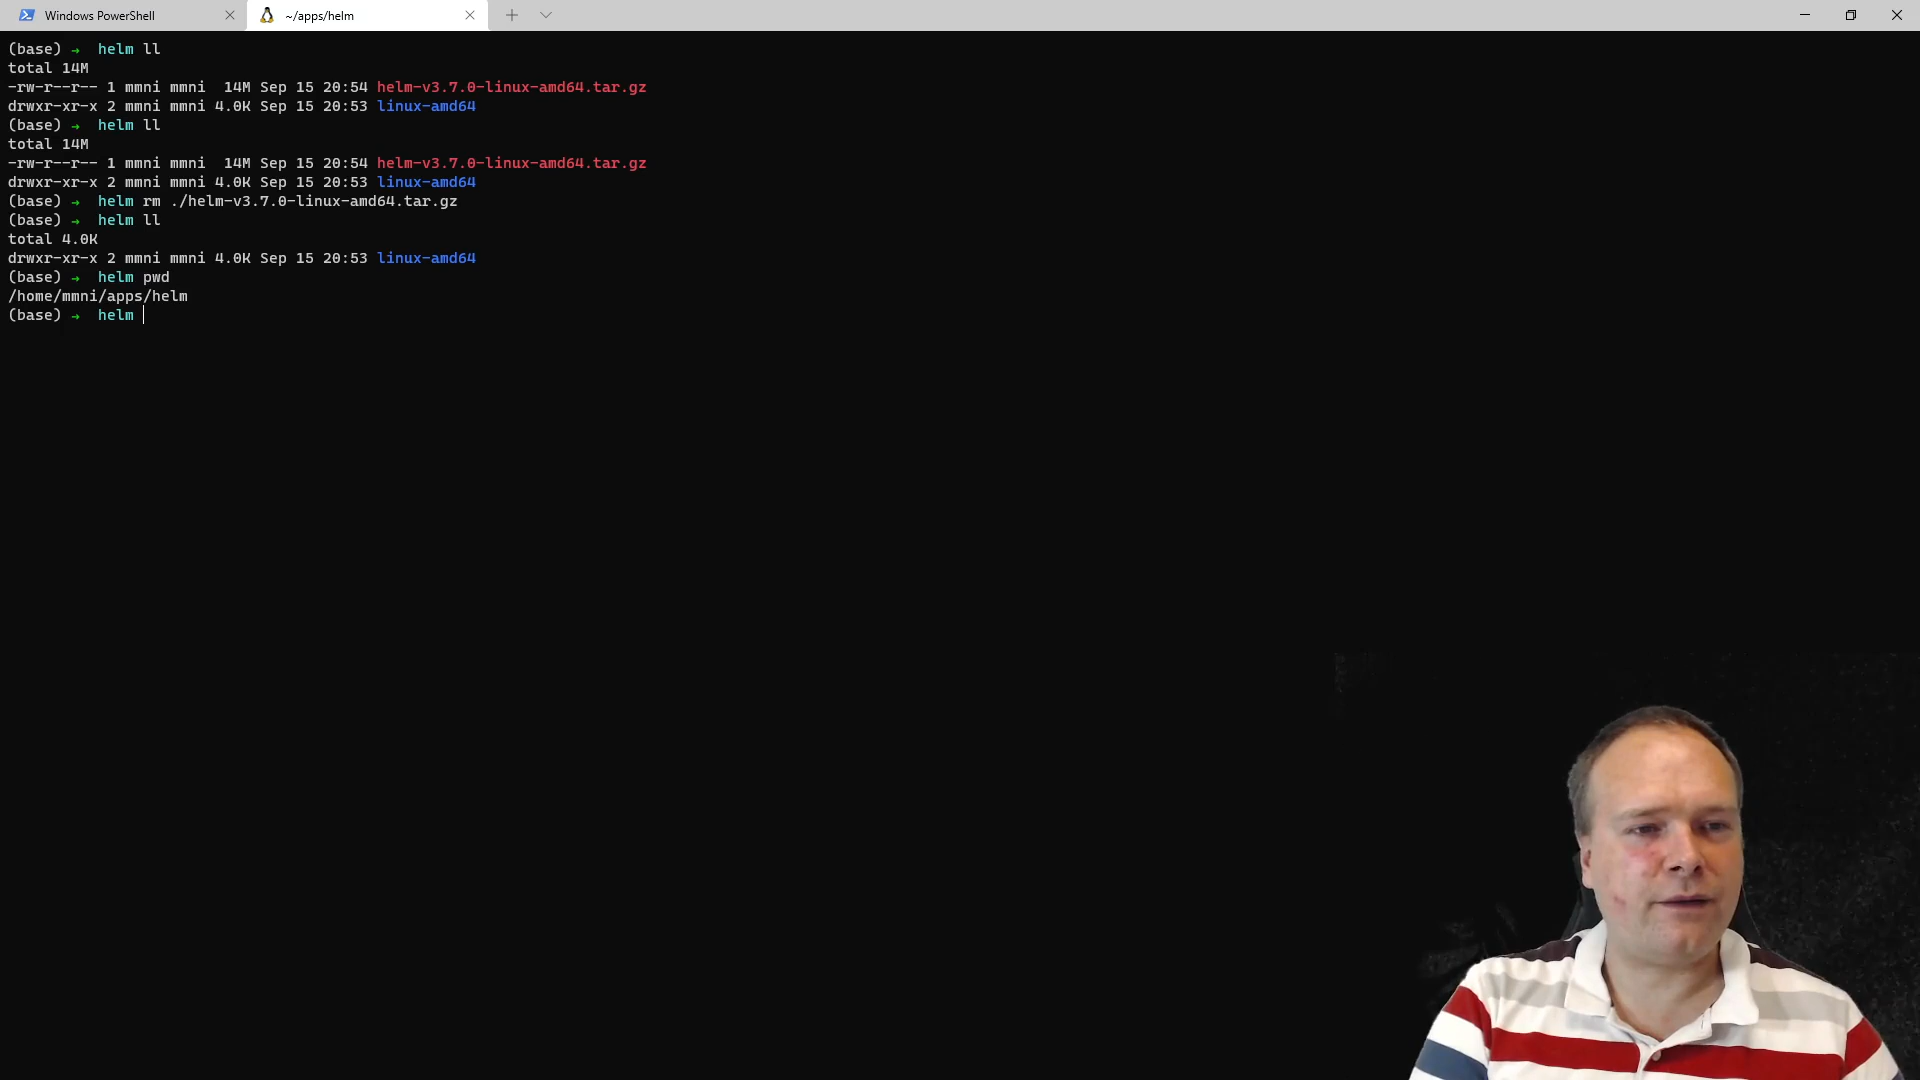 Windows PowerShell
~/apps/helm
(base) → helm ll
total 14M
-rw-r--r-- 1 mmni mmni  14M Sep 15 20:54 helm-v3.7.0-linux-amd64.tar.gz
drwxr-xr-x 2 mmni mmni 4.0K Sep 15 20:53 linux-amd64
(base) → helm ll
total 14M
-rw-r--r-- 1 mmni mmni  14M Sep 15 20:54 helm-v3.7.0-linux-amd64.tar.gz
drwxr-xr-x 2 mmni mmni 4.0K Sep 15 20:53 linux-amd64
(base) → helm rm ./helm-v3.7.0-linux-amd64.tar.gz
(base) → helm ll
total 4.0K
drwxr-xr-x 2 mmni mmni 4.0K Sep 15 20:53 linux-amd64
(base) → helm pwd
/home/mmni/apps/helm
(base) → helm